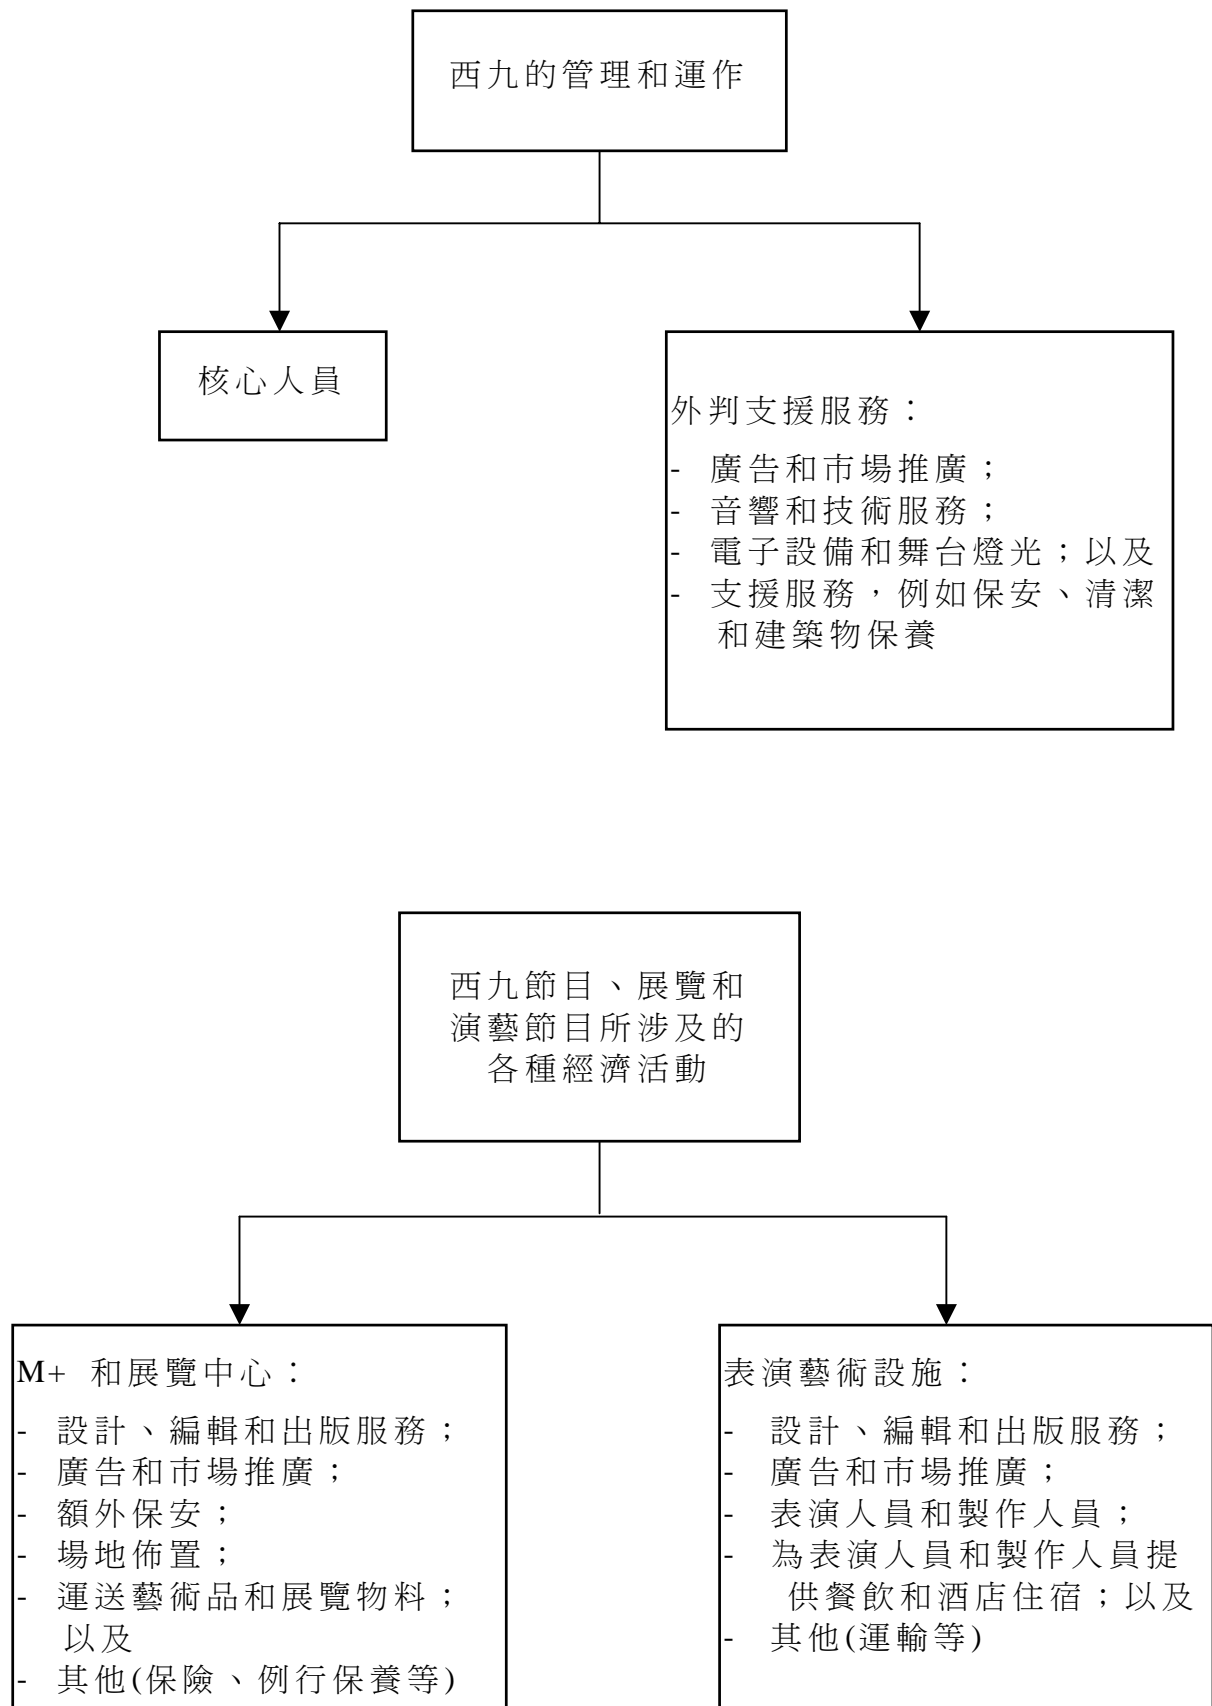 西九的管理和運作
核心人員
外判支援服務：
- 廣告和市場推廣；
- 音響和技術服務；
- 電子設備和舞台燈光；以及
- 支援服務，例如保安、清潔
和建築物保養
西九節目、展覽和
演藝節目所涉及的
各種經濟活動
M+ 和展覽中心：
- 設計、編輯和出版服務；
- 廣告和市場推廣；
- 額外保安；
- 場地佈置；
- 運送藝術品和展覽物料；
以及
- 其他(保險、例行保養等)
表演藝術設施：
- 設計、編輯和出版服務；
- 廣告和市場推廣；
- 表演人員和製作人員；
- 為表演人員和製作人員提
供餐飲和酒店住宿；以及
- 其他(運輸等)